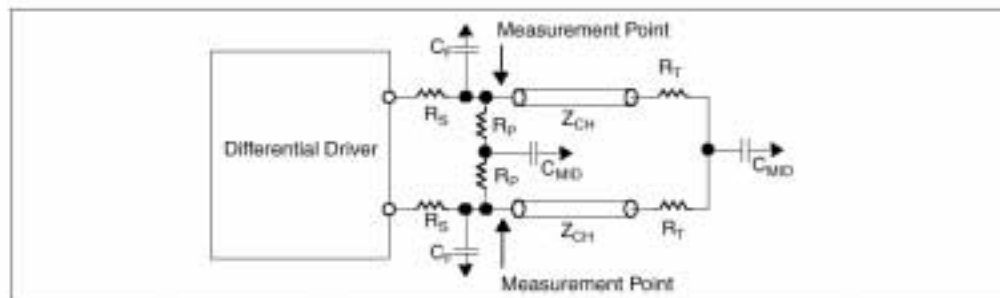 Measurement Point
C_F
R_T
R_S
Z_CH
R_P
Differential Driver
C_MID
C_MID
R_P
R_S
Z_CH
R_T
C_F
Measurement Point